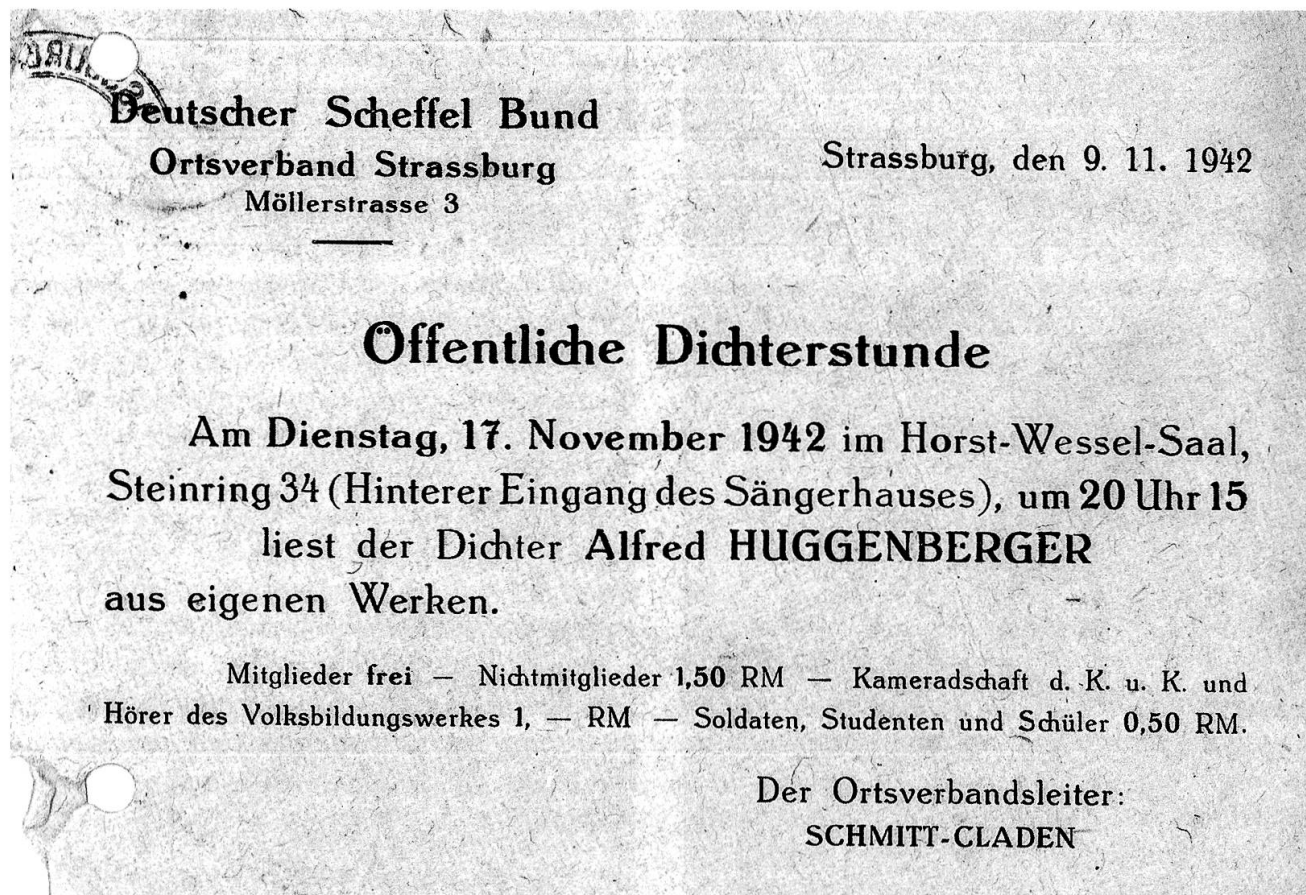 Deutscher Scheffel Bund
Ortsverband Strassburg
Möllerstrasse 3
Strassburg, den 9. 11. 1942
Öffentliche Dichterstunde
Am Dienstag, 17. November 1942 im Horst-Wessel-Saal,
Steinring 34 (Hinterer Eingang des Sängerhauses), um 20 Uhr 15
liest der Dichter Alfred HUGGENBERGER
aus eigenen Werken.
Mitglieder frei — Nichtmitglieder 1,50 RM — Kameradschaft d. K. u. K. und
Hörer des Volksbildungswerkes 1, — RM — Soldaten, Studenten und Schüler 0,50 RM.
Der Ortsverbandsleiter:
SCHMITT-CLADEN